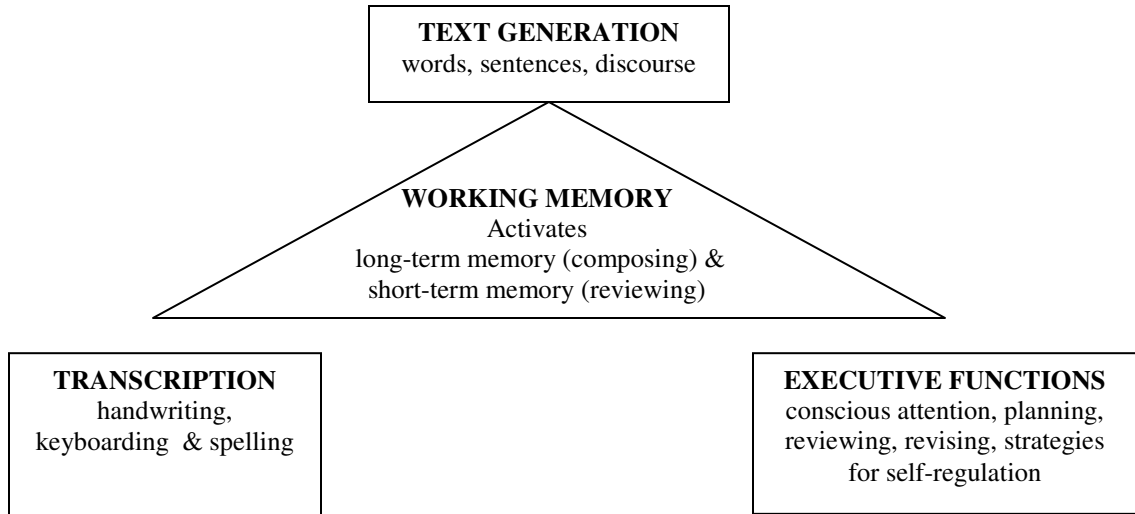 TEXT GENERATION
words, sentences, discourse
WORKING MEMORY
Activates
long-term memory (composing) &
short-term memory (reviewing)
TRANSCRIPTION
handwriting,
keyboarding & spelling
EXECUTIVE FUNCTIONS
conscious attention, planning,
reviewing, revising, strategies
for self-regulation